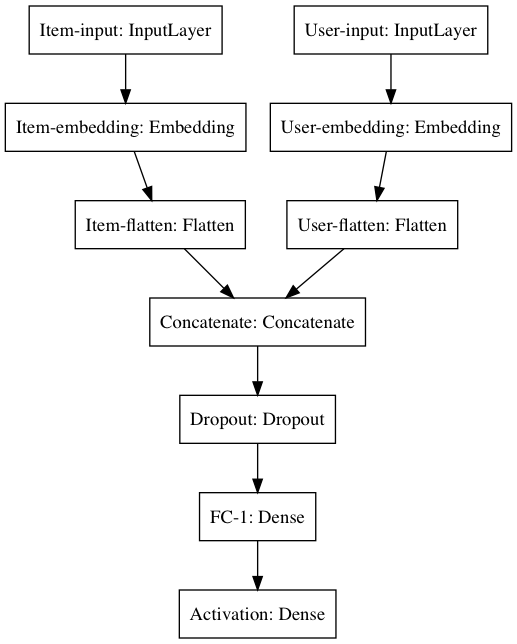 Item-input: InputLayer
User-input: InputLayer
Item-embedding: Embedding
User-embedding: Embedding
Item-flatten: Flatten
User-flatten: Flatten
Concatenate: Concatenate
Dropout: Dropout
FC-1: Dense
Activation: Dense